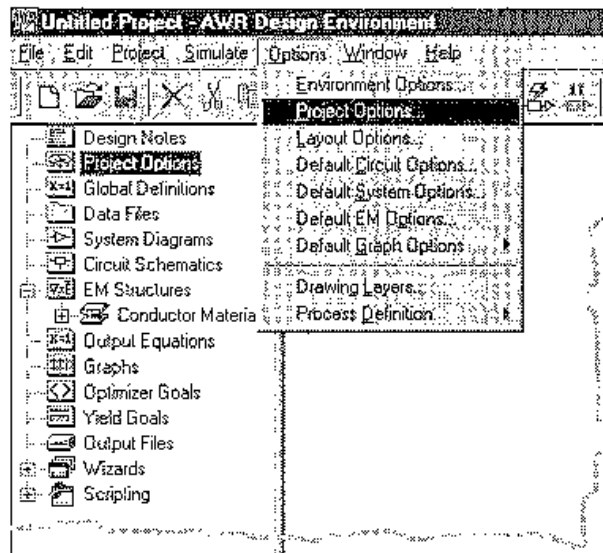 Untitled Project - AWR Design Environment
File Edit Project Simulate Options Window Help
Environment Options...
Project Options...
Layout Options...
Default Circuit Options...
Default System Options...
Default EM Options...
Default Graph Options
Drawing Layers...
Process Definition
Design Notes
Project Options
Global Definitions
Data Files
System Diagrams
Circuit Schematics
EM Structures
Conductor Materia
Output Equations
Graphs
Optimizer Goals
Yield Goals
Output Files
Wizards
Scripting